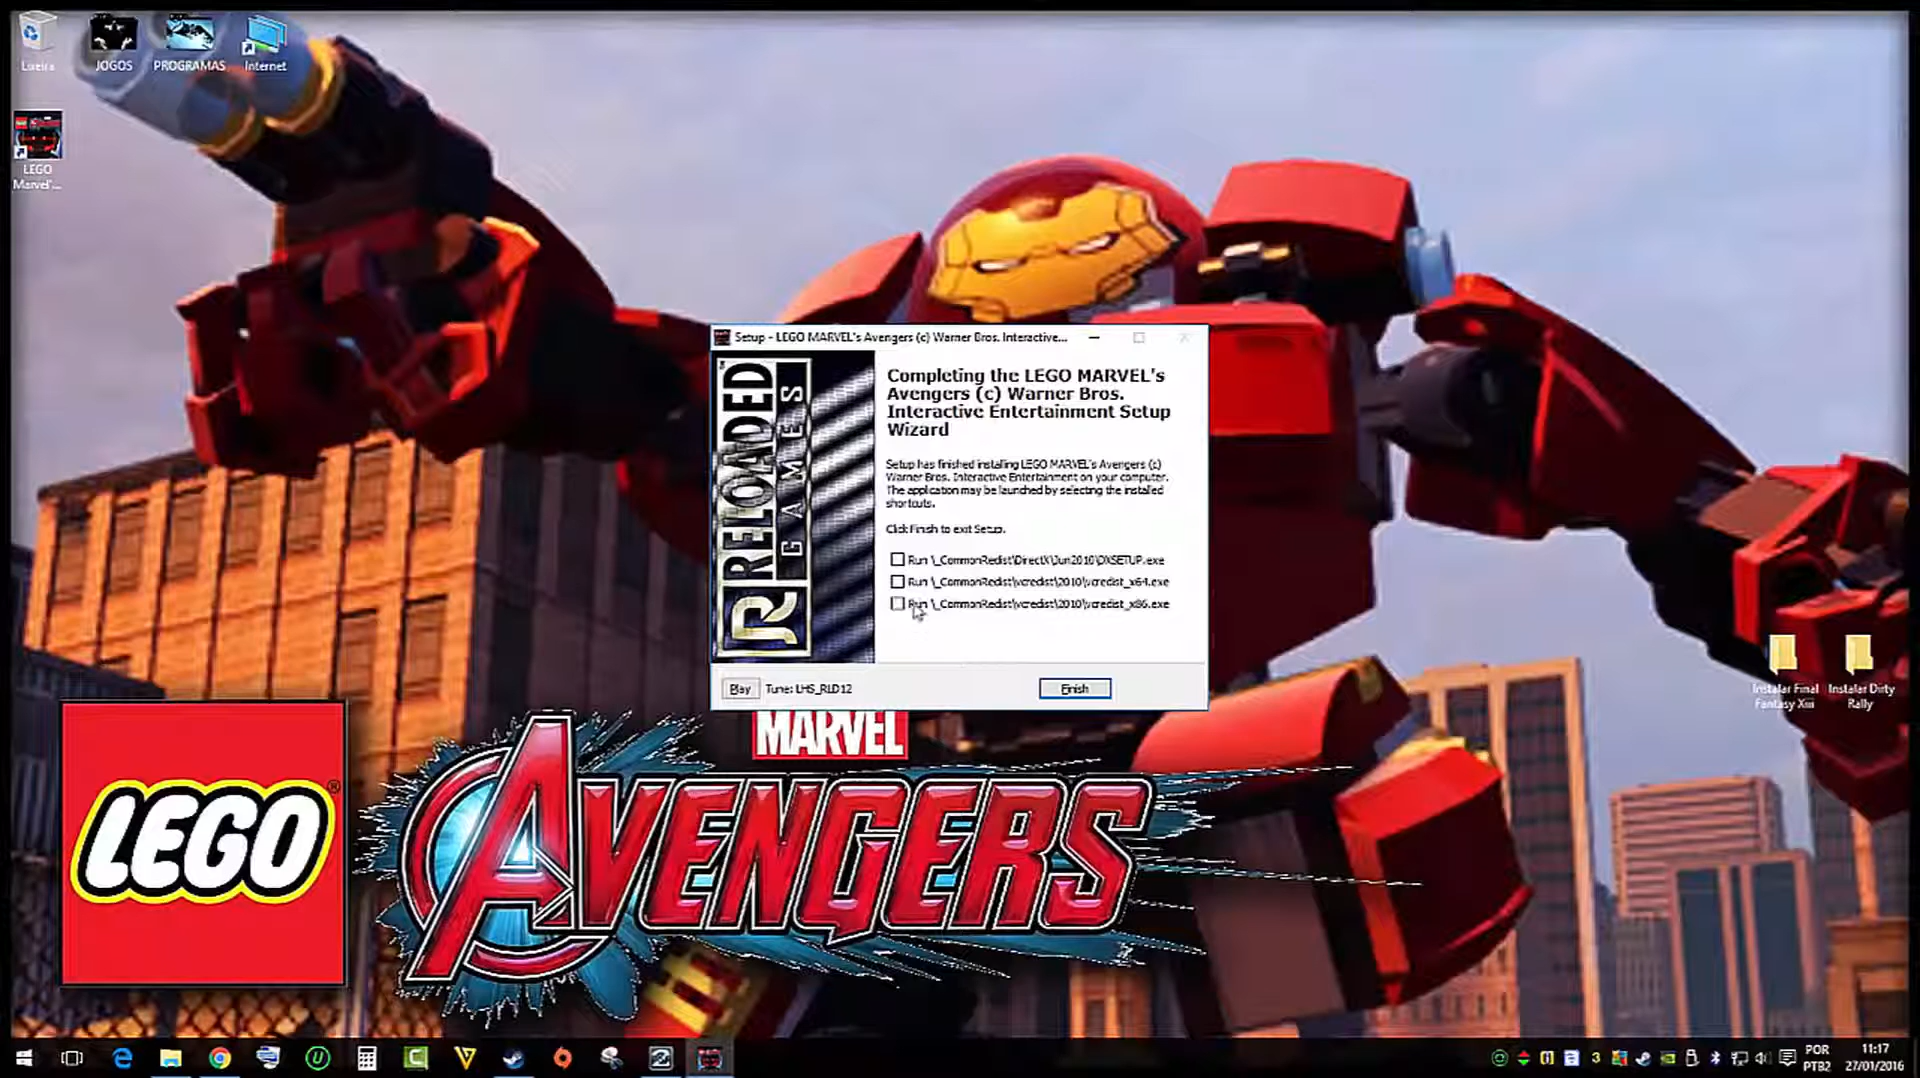 Lixeira
JOGOS
PROGRAMAS
Internet
LEGO
Marvel'...
Setup - LEGO MARVEL's Avengers (c) Warner Bros. Interactive...
RELOADED
GAMES
Completing the LEGO MARVEL's
Avengers (c) Warner Bros.
Interactive Entertainment Setup
Wizard
Setup has finished installing LEGO MARVEL's Avengers (c)
Warner Bros. Interactive Entertainment on your computer.
The application may be launched by selecting the installed
shortcuts.
Click Finish to exit Setup.
Run \_CommonRedist\DirectX\Jun2010\DXSETUP.exe
Run \_CommonRedist\vcredist\2010\vcredist_x64.exe
Run \_CommonRedist\vcredist\2010\vcredist_x86.exe
Play
Tune: LHS_RLD12
Finish
Instalar Final
Fantasy Xiii
Instalar Dirty
Rally
LEGO
MARVEL
AVENGERS
POR
PTB2
11:17
27/01/2016